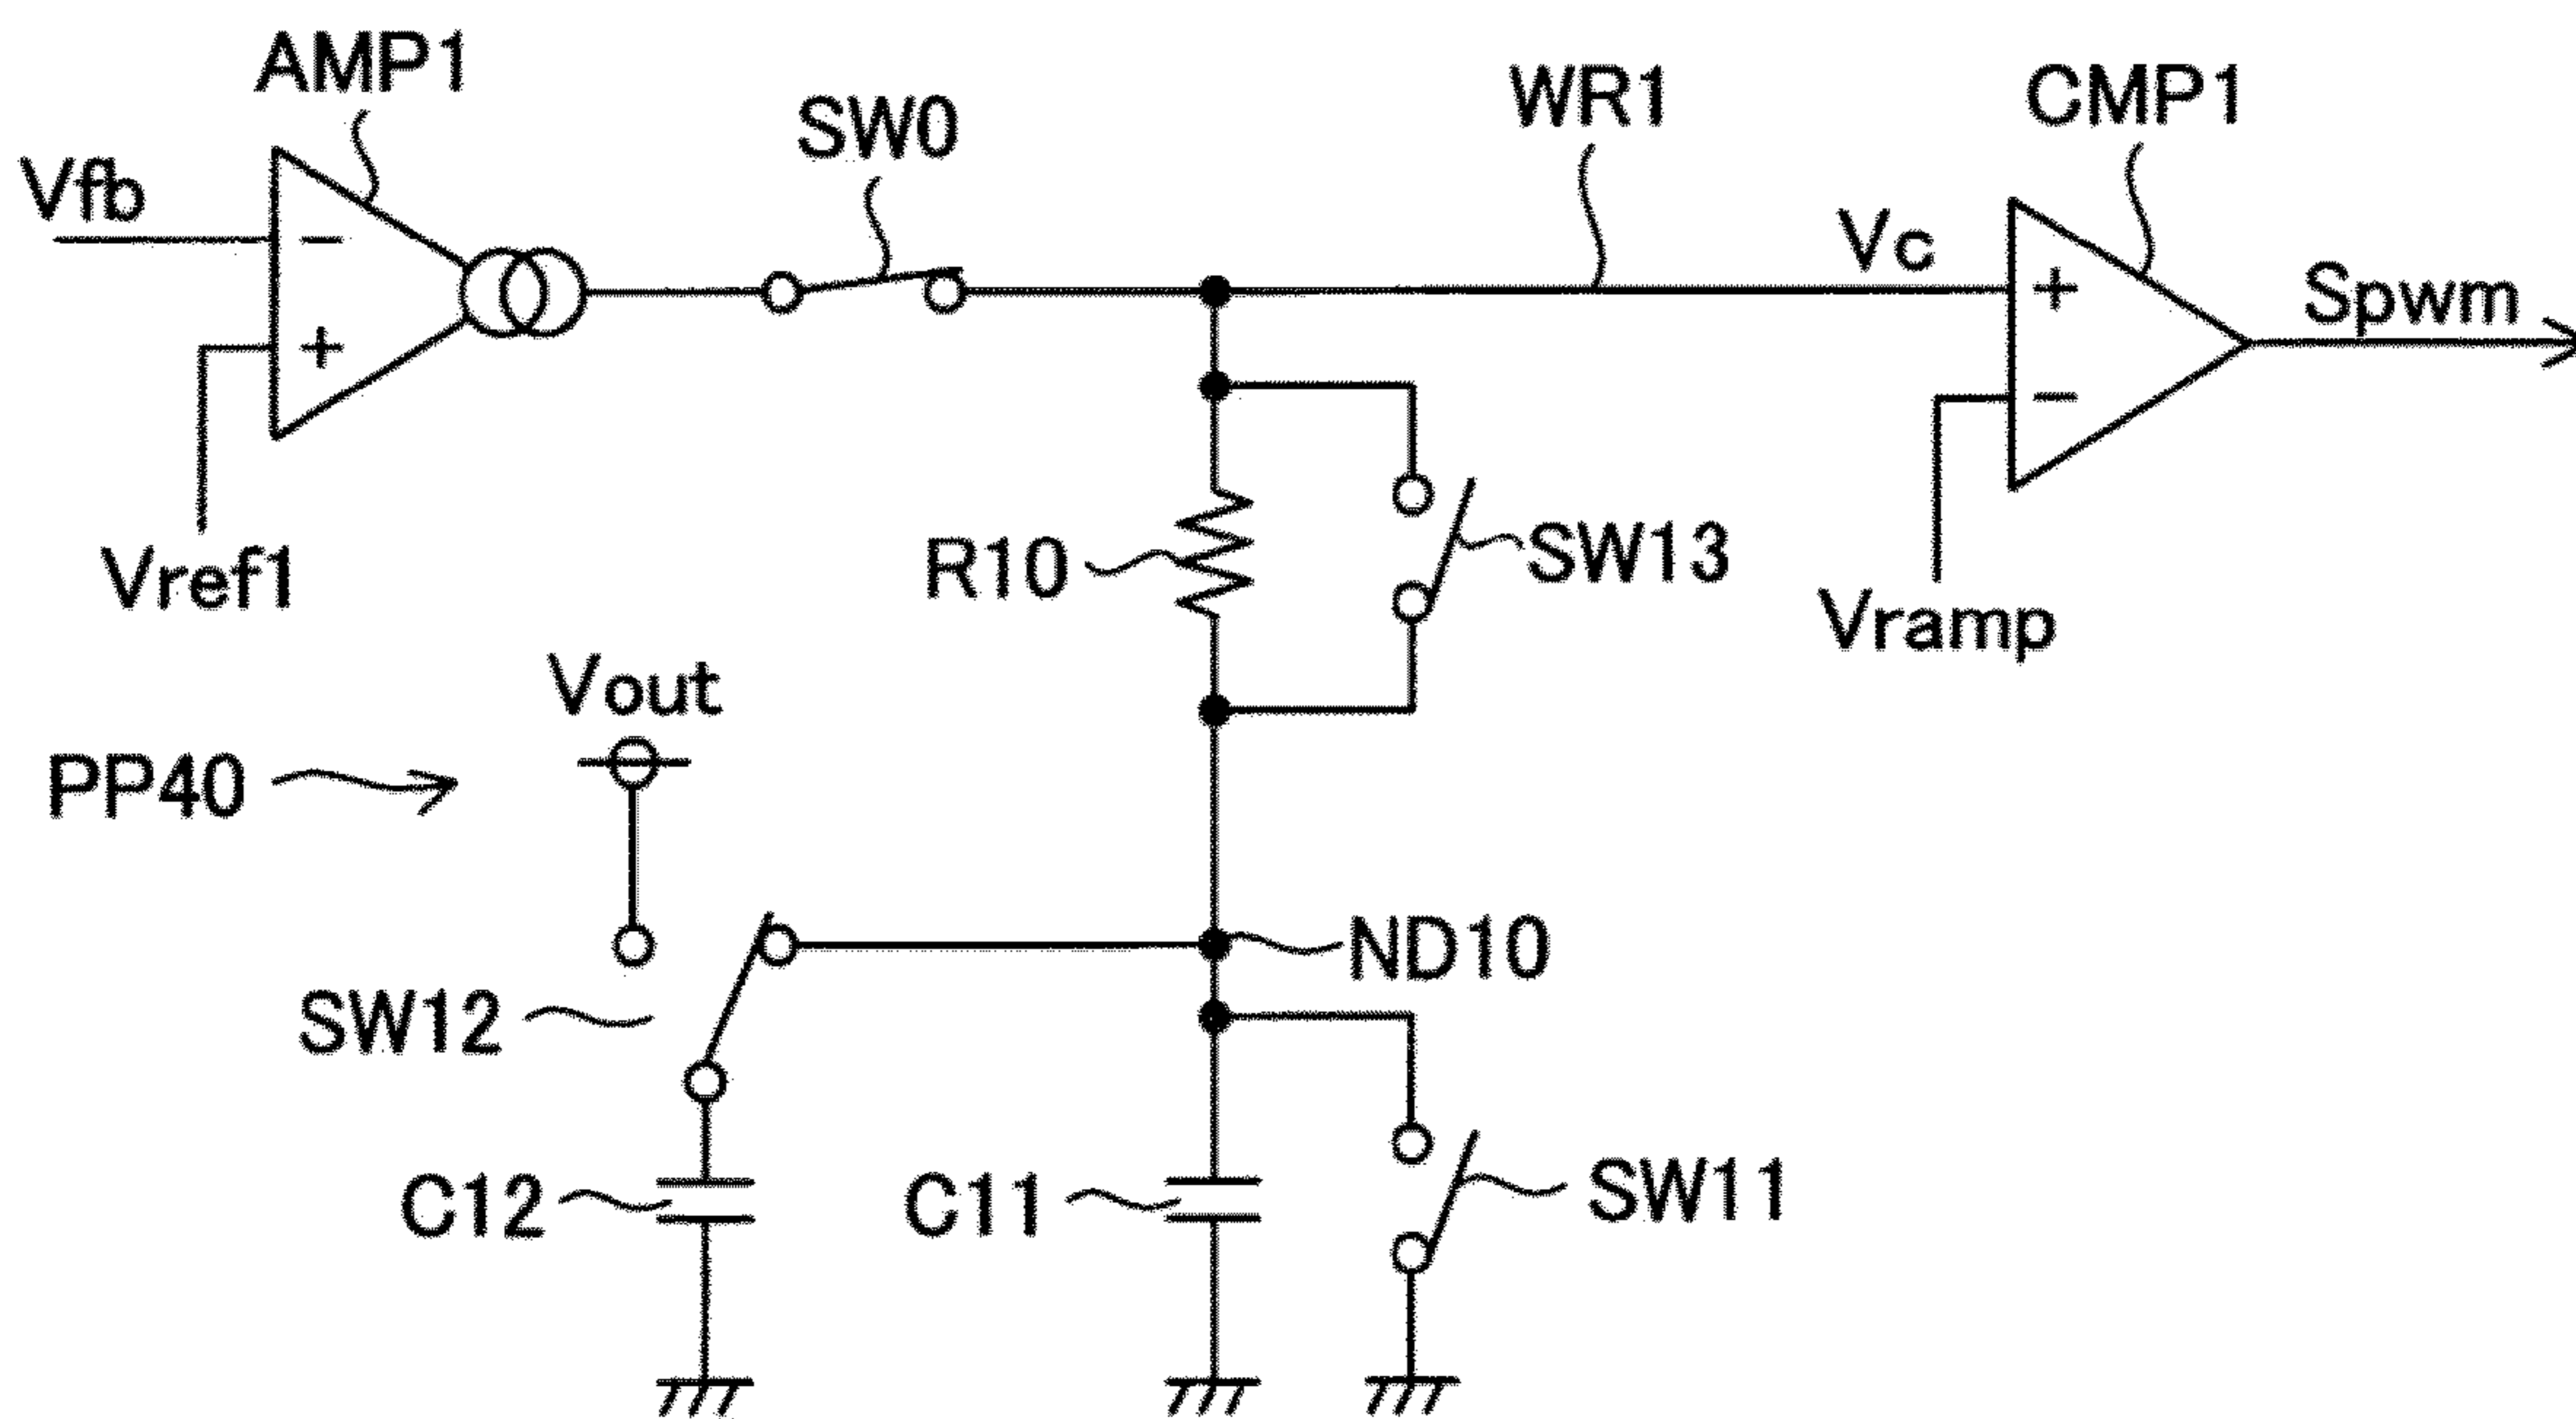 AMP1
SW0
WR1
CMP1
Vfb
Vc
Spwm
−
+
+
−
Vref1
R10
SW13
Vramp
Vout
PP40
ND10
SW12
C12
C11
SW11